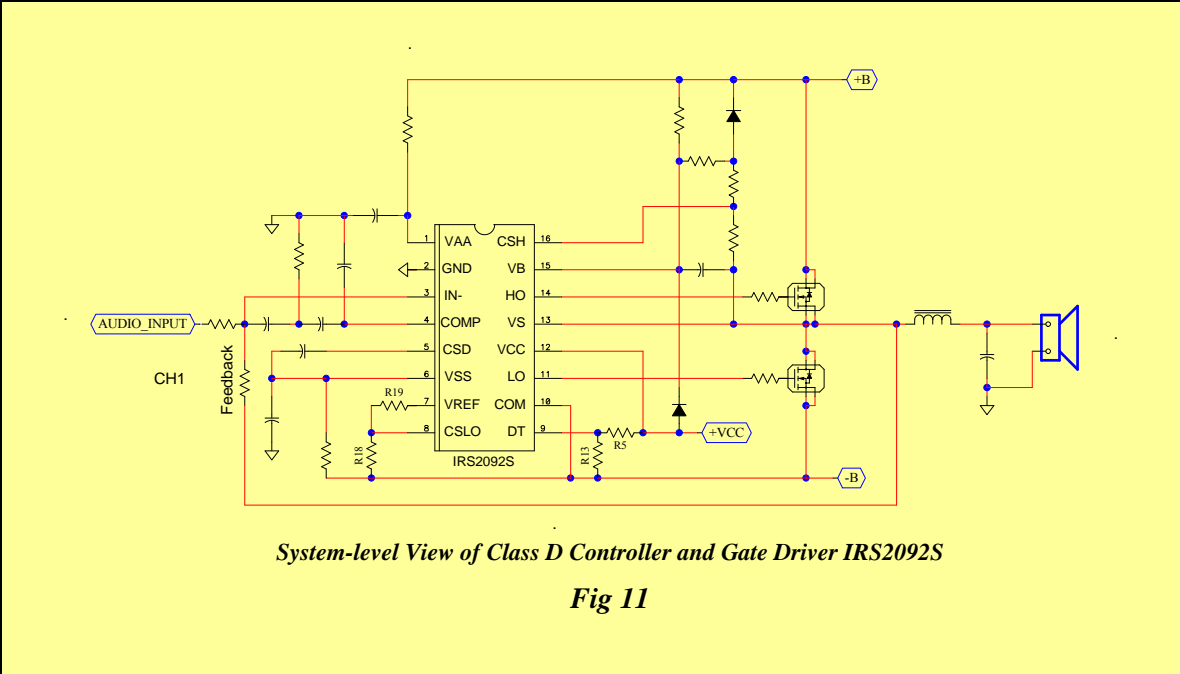 +B
1 VAA CSH 16
2 GND VB 15
3 IN- HO 14
AUDIO_INPUT 4 COMP VS 13
5 CSD VCC 12
CH1 Feedback 6 VSS LO 11
R19 7 VREF COM 10
R18 8 CSLO DT 9 R13 R5 +VCC
IRS2092S
-B
System-level View of Class D Controller and Gate Driver IRS2092S
Fig 11